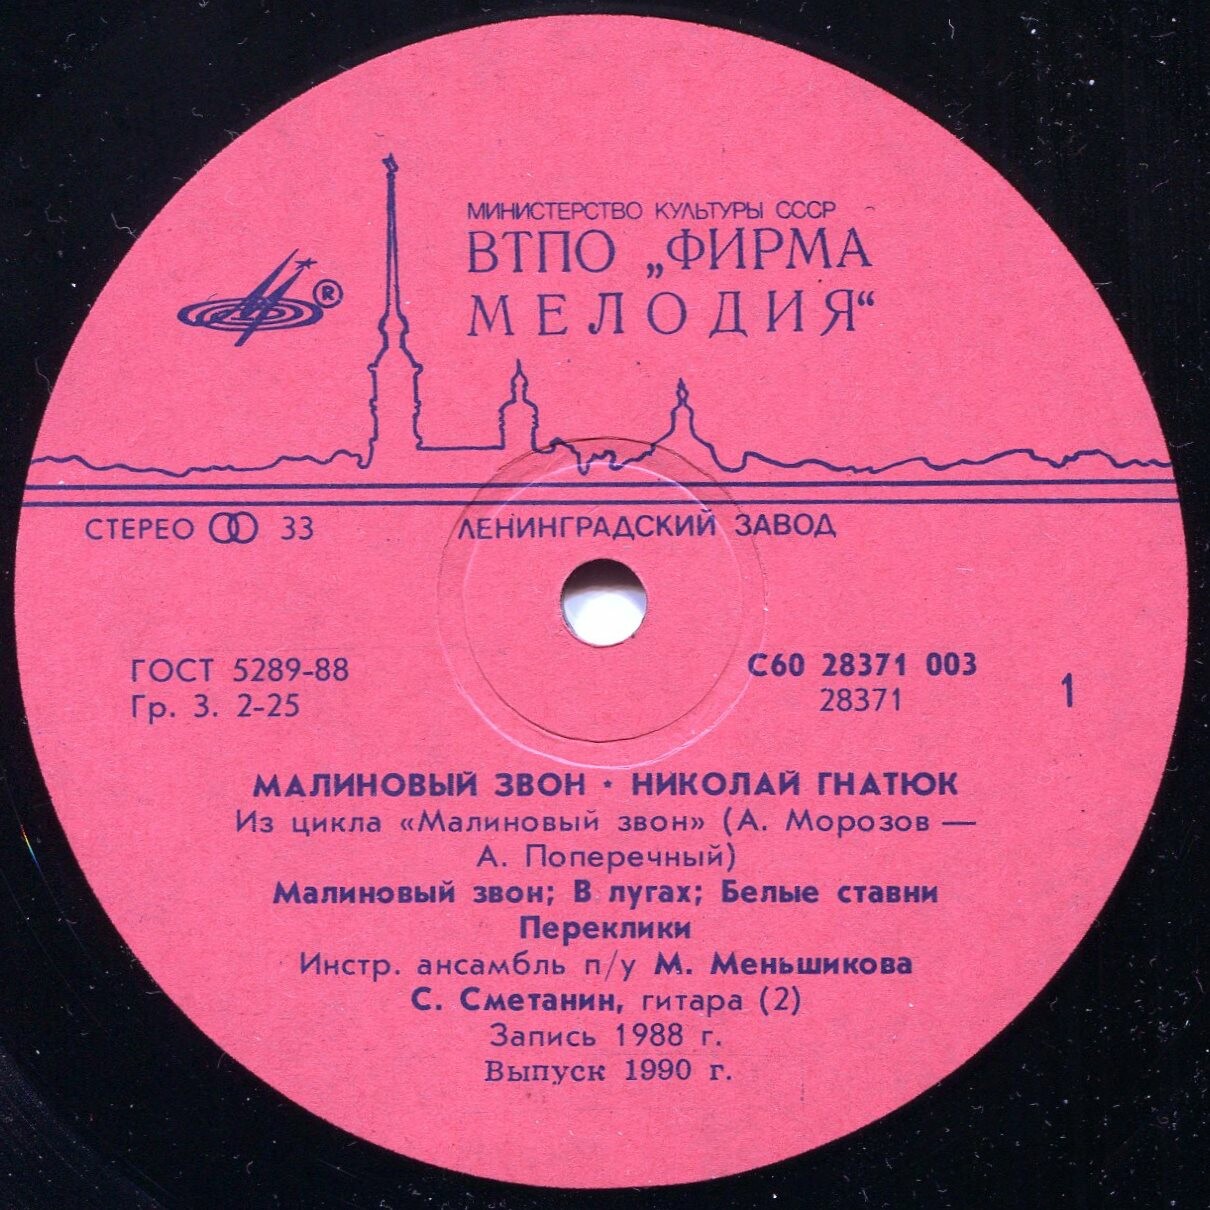 МИНИСТЕРСТВО КУЛЬТУРЫ СССР
ВТПО „ФИРМА
МЕЛОДИЯ“
®
СТЕРЕО 33
ЛЕНИНГРАДСКИЙ ЗАВОД
ГОСТ 5289-88
Гр. 3. 2-25
С60 28371 003
28371
1
МАЛИНОВЫЙ ЗВОН · НИКОЛАЙ ГНАТЮК
Из цикла «Малиновый звон» (А. Морозов —
А. Поперечный)
Малиновый звон; В лугах; Белые ставни
Переклики
Инстр. ансамбль п/у М. Меньшикова
С. Сметанин, гитара (2)
Запись 1988 г.
Выпуск 1990 г.